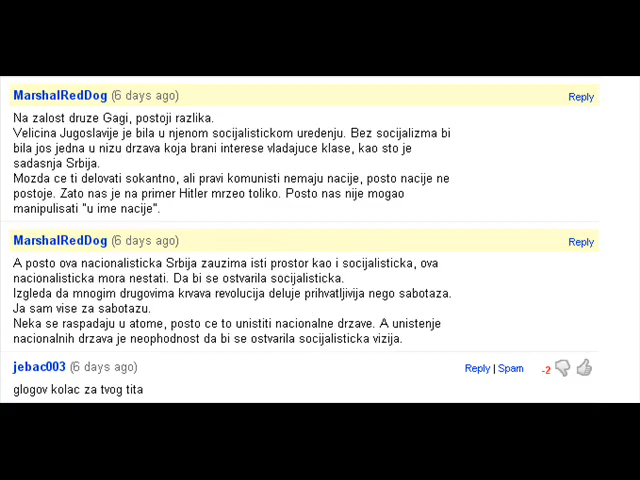 MarshalRedDog (6 days ago) Reply
Na zalost druze Gagi, postoji razlika.
Velicina Jugoslavije je bila u njenom socijalistickom uredenju. Bez socijalizma bi
bila jos jedna u nizu drzava koja brani interese vladajuce klase, kao sto je
sadasnja Srbija.
Mozda ce ti delovati sokantno, ali pravi komunisti nemaju nacije, posto nacije ne
postoje. Zato nas je na primer Hitler mrzeo toliko. Posto nas nije mogao
manipulisati "u ime nacije".
MarshalRedDog (6 days ago) Reply
A posto ova nacionalisticka Srbija zauzima isti prostor kao i socijalisticka, ova
nacionalisticka mora nestati. Da bi se ostvarila socijalisticka.
Izgleda da mnogim drugovima krvava revolucija deluje prihvatljivija nego sabotaza.
Ja sam vise za sabotazu.
Neka se raspadaju u atome, posto ce to unistiti nacionalne drzave. A unistenje
nacionalnih drzava je neophodnost da bi se ostvarila socijalisticka vizija.
jebac003 (6 days ago) Reply | Spam -2
glogov kolac za tvog tita